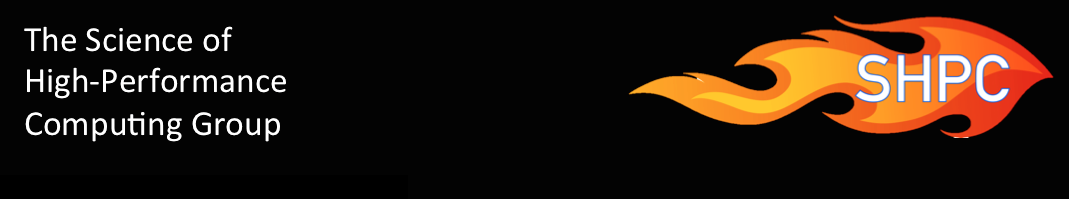 The Science of
High-Performance
Computing Group
SHPC